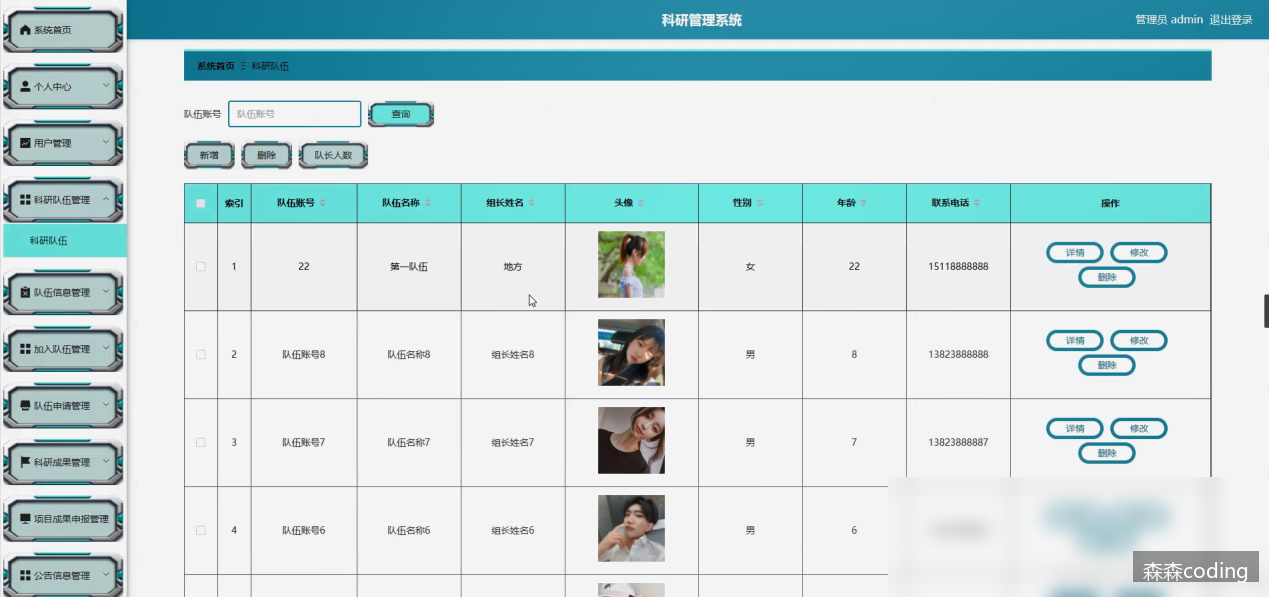 科研管理系统
管理员 admin 退出登录
系统首页
个人中心
用户管理
科研队伍管理
科研队伍
队伍信息管理
加入队伍管理
队伍申请管理
科研成果管理
项目成果申报管理
公告信息管理
系统首页 Ξ 科研队伍
队伍账号 队伍账号 查询
新增 删除 队长人数
索引 队伍账号 队伍名称 组长姓名 头像 性别 年龄 联系电话 操作
1 22 第一队伍 地方 女 22 15118888888 详情 修改
删除
2 队伍账号8 队伍名称8 组长姓名8 男 8 13823888888 详情 修改
删除
3 队伍账号7 队伍名称7 组长姓名7 男 7 13823888887 详情 修改
删除
4 队伍账号6 队伍名称6 组长姓名6 男 6
森森coding